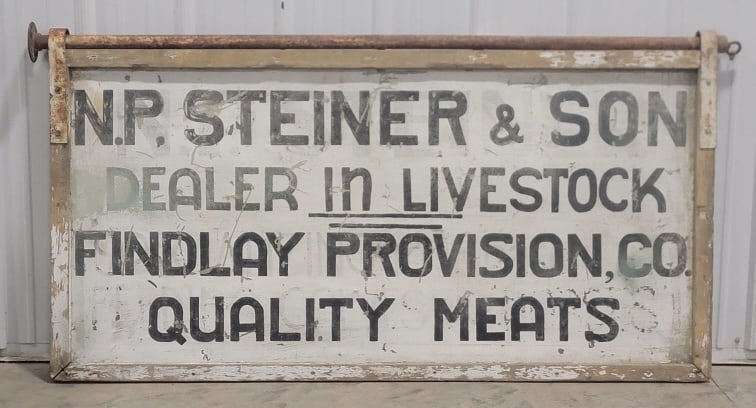 N.P. STEINER & SON
DEALER in LIVESTOCK
FINDLAY PROVISION, CO.
QUALITY MEATS